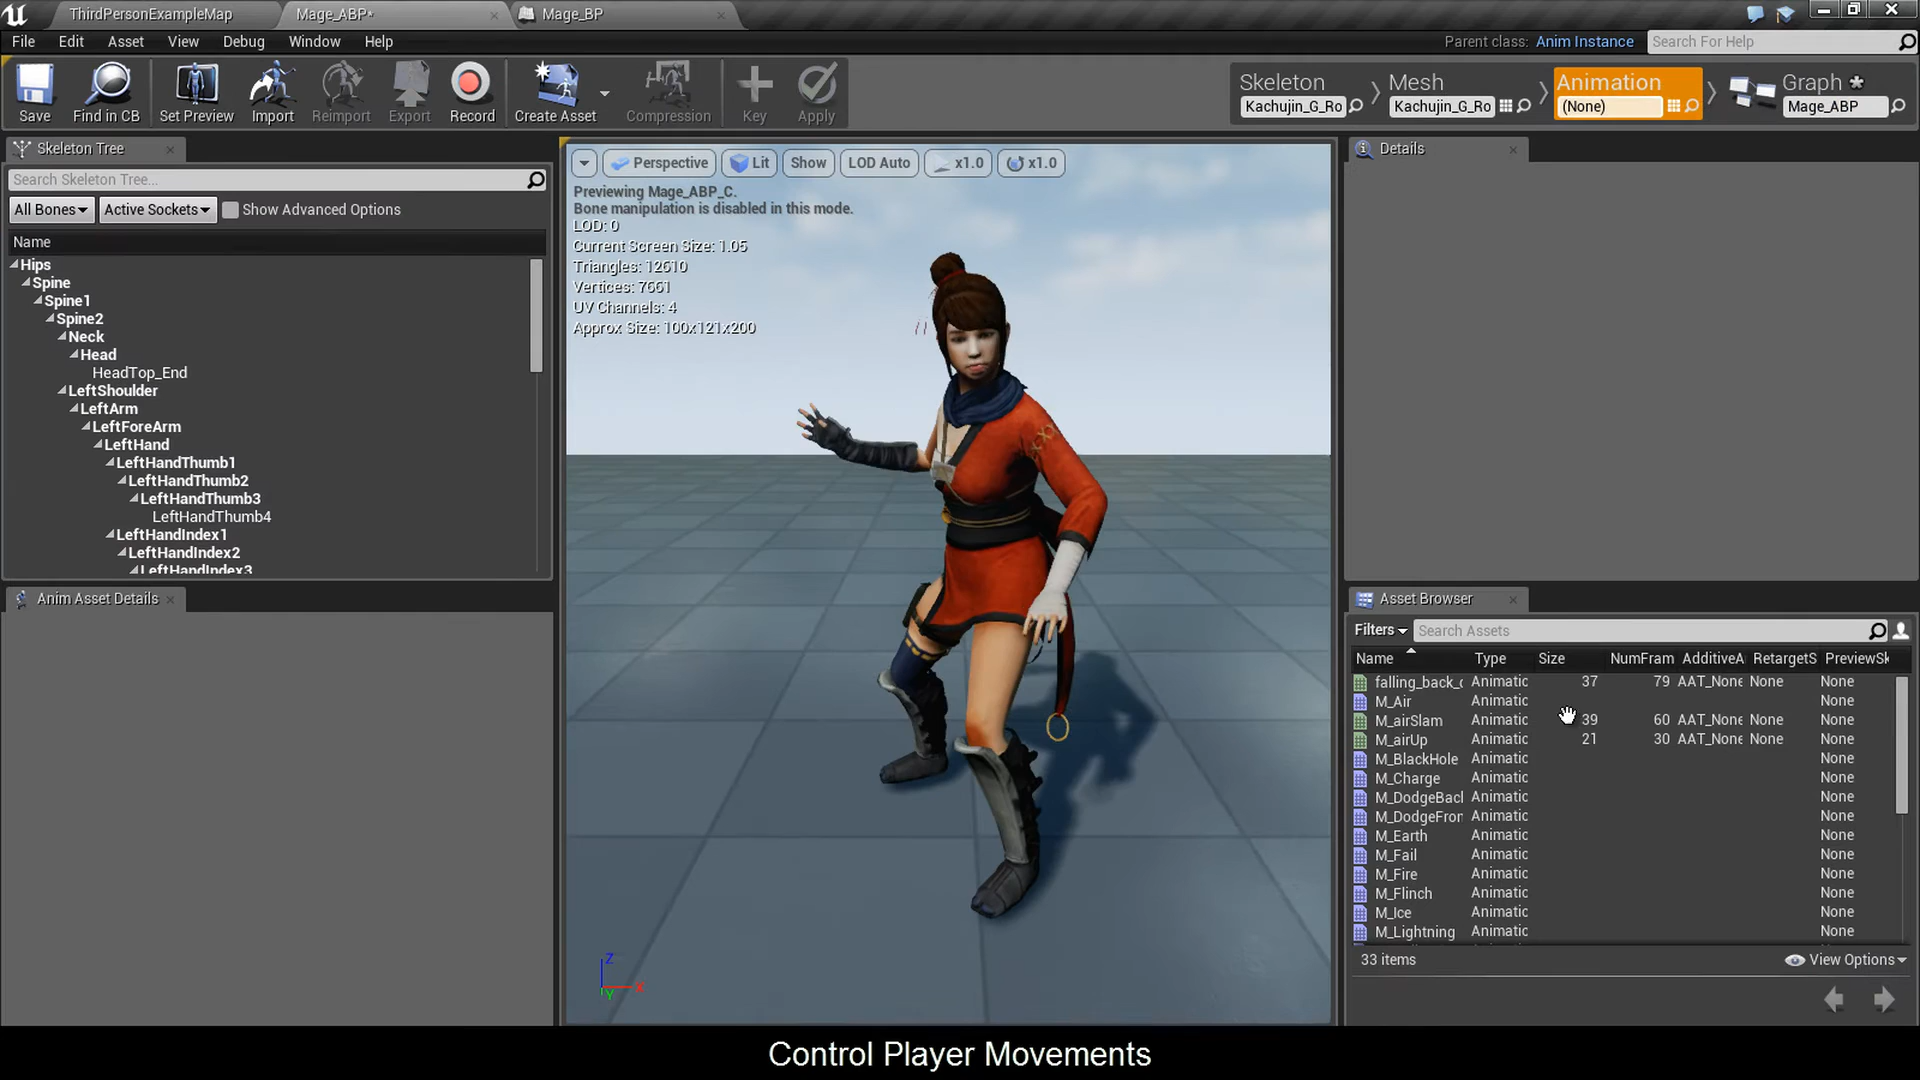 ThirdPersonExampleMap
Mage_ABP*
Mage_BP
File Edit Asset View Debug Window Help
Parent class: Anim Instance
Search For Help
Save
Find in CB
Set Preview
Import
Reimport
Export
Record
Create Asset
Compression
Key
Apply
Skeleton
Kachujin_G_Ro
Mesh
Kachujin_G_Ro
Animation
(None)
Graph
Mage_ABP
Skeleton Tree
Search Skeleton Tree...
All Bones
Active Sockets
Show Advanced Options
Name
Hips
Spine
Spine1
Spine2
Neck
Head
HeadTop_End
LeftShoulder
LeftArm
LeftForeArm
LeftHand
LeftHandThumb1
LeftHandThumb2
LeftHandThumb3
LeftHandThumb4
LeftHandIndex1
LeftHandIndex2
LeftHandIndex3
Anim Asset Details
Perspective
Lit
Show
LOD Auto
x1.0
x1.0
Previewing Mage_ABP_C.
Bone manipulation is disabled in this mode.
LOD: 0
Current Screen Size: 1.05
Triangles: 12610
Vertices: 7661
UV Channels: 4
Approx Size: 100x121x200
Z
X
Y
Details
Asset Browser
Filters
Search Assets
Name Type Size NumFram AdditiveA RetargetS PreviewSk
falling_back_ Animatic 37 79 AAT_None None None
M_Air Animatic None
M_airSlam Animatic 39 60 AAT_None None None
M_airUp Animatic 21 30 AAT_None None None
M_BlackHole Animatic None
M_Charge Animatic None
M_DodgeBack Animatic None
M_DodgeFron Animatic None
M_Earth Animatic None
M_Fail Animatic None
M_Fire Animatic None
M_Flinch Animatic None
M_Ice Animatic None
M_Lightning Animatic None
33 items
View Options
Control Player Movements